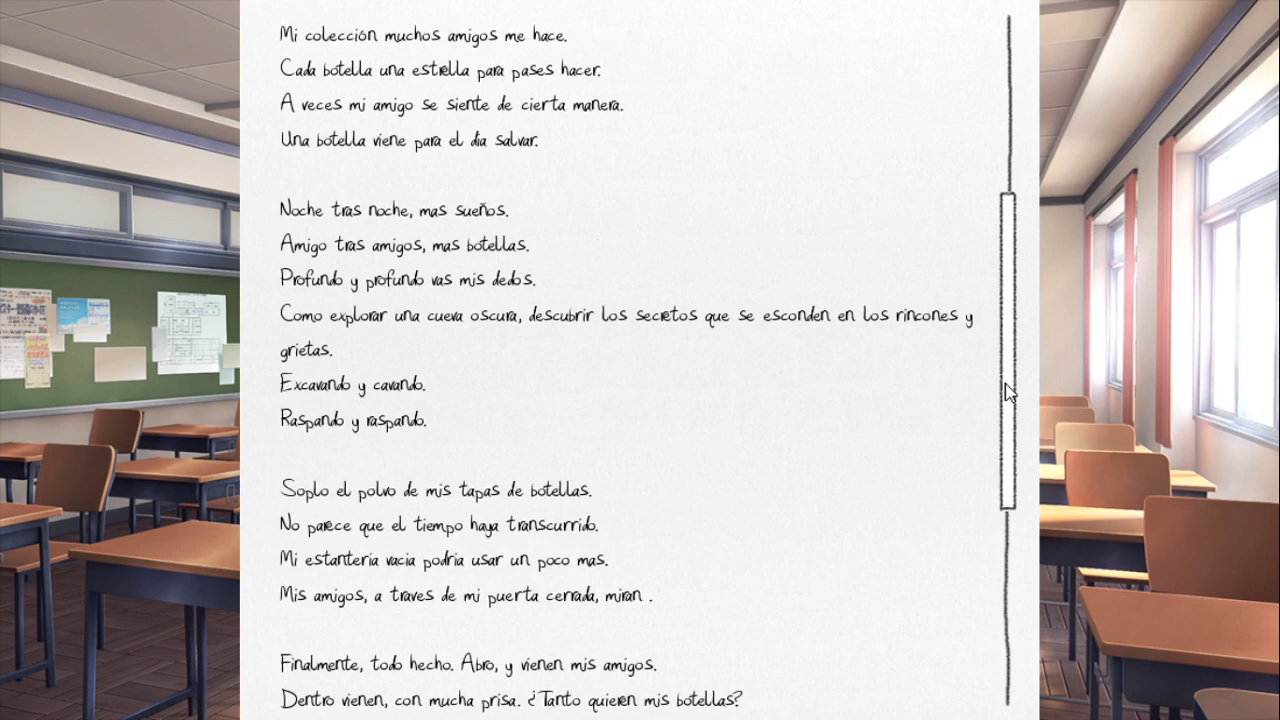 Mi colección muchos amigos me hace.
Cada botella una estrella para pases hacer.
A veces mi amigo se siente de cierta manera.
Una botella viene para el dia salvar.
Noche tras noche, mas sueños.
Amigo tras amigos, mas botellas.
Profundo y profundo vas mis dedos.
Como explorar una cueva oscura, descubrir los secretos que se esconden en los rincones y
grietas.
Excavando y cavando.
Raspando y raspando.
Soplo el polvo de mis tapas de botellas.
No parece que el tiempo haya transcurrido.
Mi estanteria vacia podria usar un poco mas.
Mis amigos, a traves de mi puerta cerrada, miran .
Finalmente, todo hecho. Abro, y vienen mis amigos.
Dentro vienen, con mucha prisa. ¿Tanto quieren mis botellas?